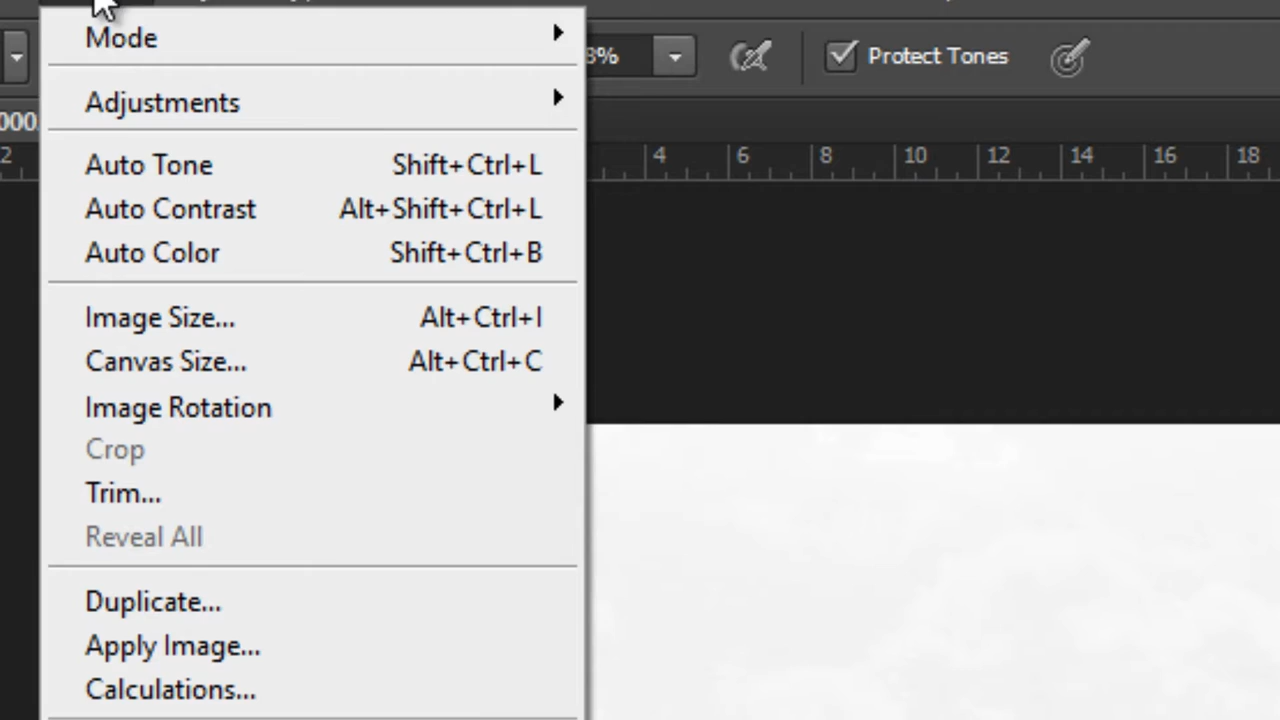 Mode
8%
Protect Tones
Adjustments
000
2 4 6 8 10 12 14 16 18
Auto Tone Shift+Ctrl+L
Auto Contrast Alt+Shift+Ctrl+L
Auto Color Shift+Ctrl+B
Image Size... Alt+Ctrl+I
Canvas Size... Alt+Ctrl+C
Image Rotation
Crop
Trim...
Reveal All
Duplicate...
Apply Image...
Calculations...